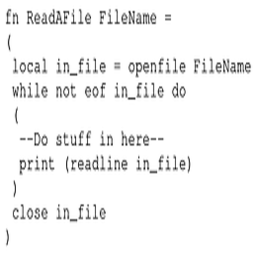 fn ReadAFile FileName =
(
local in_file = openfile FileName
while not eof in_file do
(
--Do stuff in here--
print (readline in_file)
)
close in_file
)